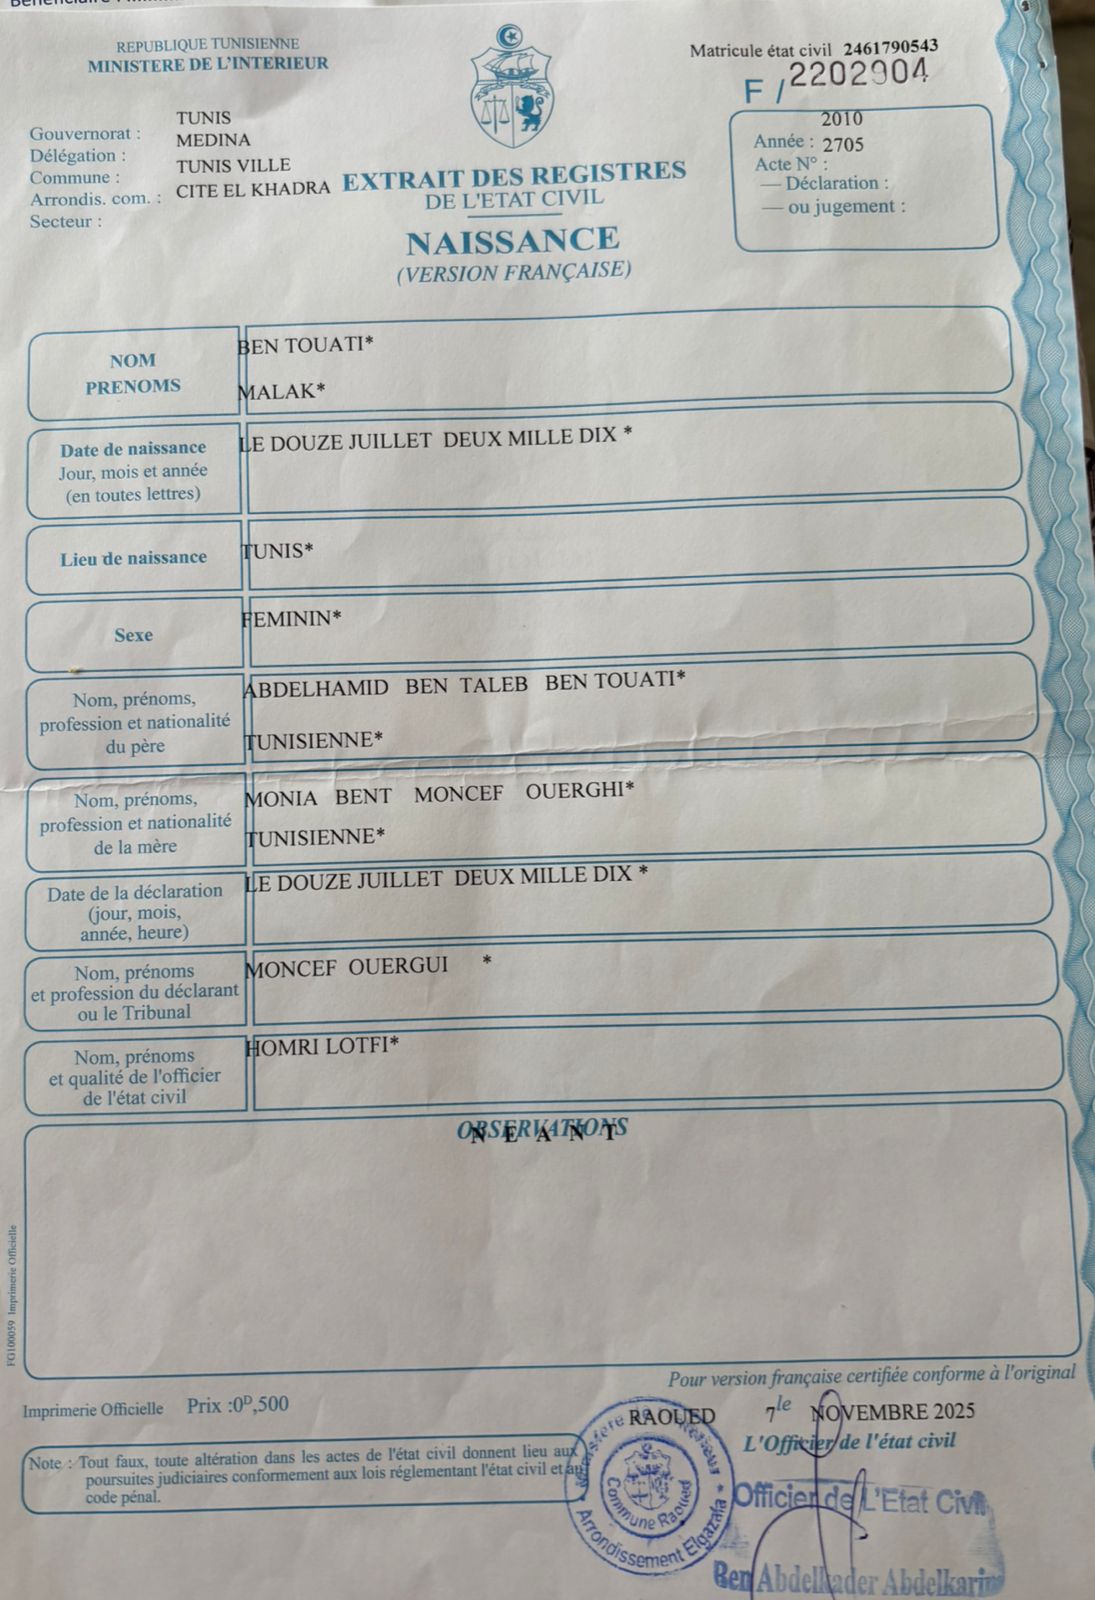 REPUBLIQUE TUNISIENNE
MINISTERE DE L'INTERIEUR
Matricule état civil 2461790543
F / 2202904
Gouvernorat : TUNIS
Délégation : MEDINA
Commune : TUNIS VILLE
Arrondis. com. : CITE EL KHADRA
Secteur :
EXTRAIT DES REGISTRES
DE L'ETAT CIVIL
NAISSANCE
(VERSION FRANÇAISE)
2010
Année : 2705
Acte N° :
— Déclaration :
— ou jugement :
NOM
PRENOMS
BEN TOUATI*
MALAK*
Date de naissance
Jour, mois et année
(en toutes lettres)
LE DOUZE JUILLET DEUX MILLE DIX *
Lieu de naissance
TUNIS*
Sexe
FEMININ*
Nom, prénoms,
profession et nationalité
du père
ABDELHAMID BEN TALEB BEN TOUATI*
TUNISIENNE*
Nom, prénoms,
profession et nationalité
de la mère
MONIA BENT MONCEF OUERGHI*
TUNISIENNE*
Date de la déclaration
(jour, mois,
année, heure)
LE DOUZE JUILLET DEUX MILLE DIX *
Nom, prénoms
et profession du déclarant
ou le Tribunal
MONCEF OUERGUI *
Nom, prénoms
et qualité de l'officier
de l'état civil
HOMRI LOTFI*
OBSERVATIONS
N E A N T
FG100059 Imprimerie Officielle
Pour version française certifiée conforme à l'original
Imprimerie Officielle Prix :0ᴰ,500
RAOUED 7 le NOVEMBRE 2025
L'Officier de l'état civil
Note : Tout faux, toute altération dans les actes de l'état civil donnent lieu aux
poursuites judiciaires conformement aux lois réglementant l'état civil et au
code pénal.
Commune Raoued
Arrondissement Elgazala
Officier de L'Etat Civil
Ben Abdelkader Abdelkarim